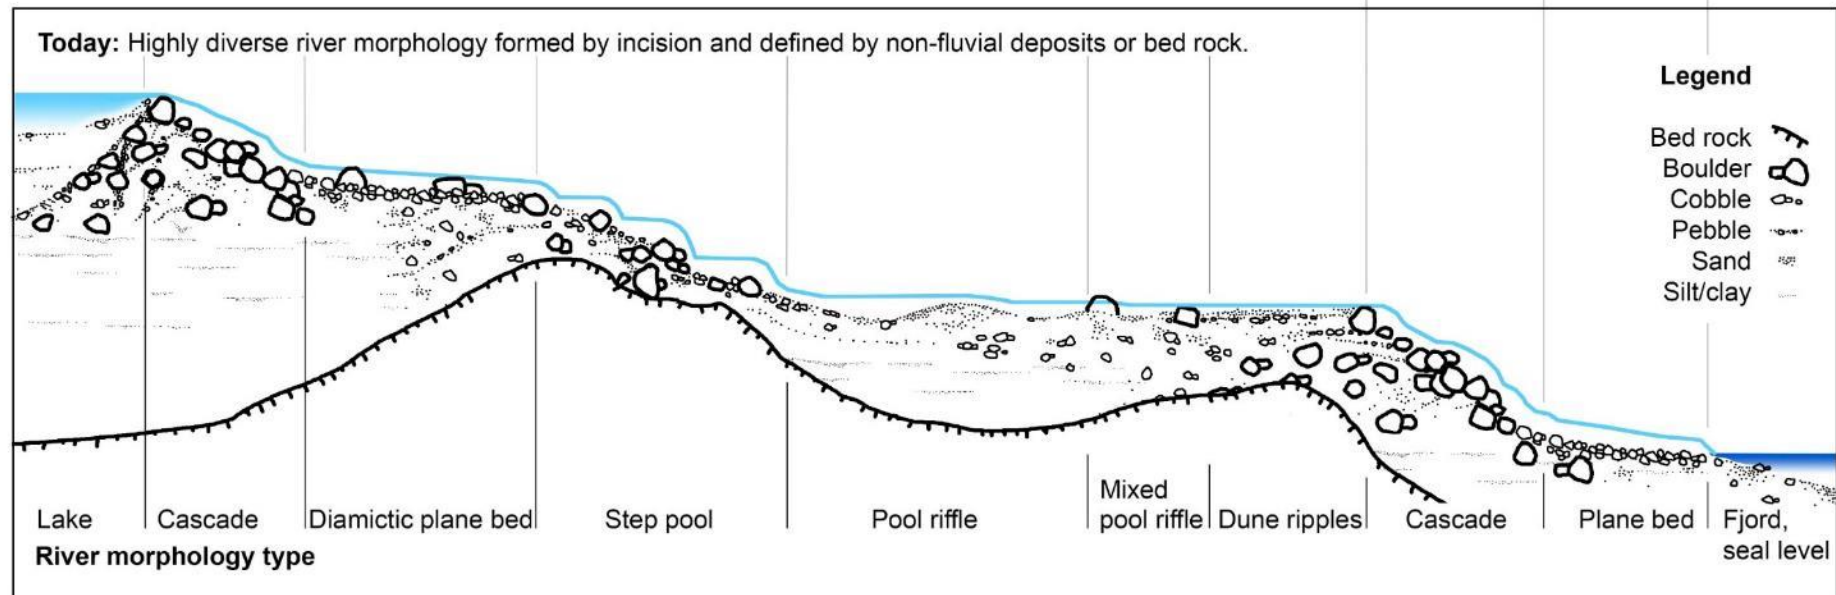 Today: Highly diverse river morphology formed by incision and defined by non-fluvial deposits or bed rock.
Legend
Bed rock
Boulder
Cobble
Pebble
Sand
Silt/clay
Lake
Cascade
Diamictic plane bed
Step pool
Pool riffle
Mixed
pool riffle
Dune ripples
Cascade
Plane bed
Fjord,
seal level
River morphology type